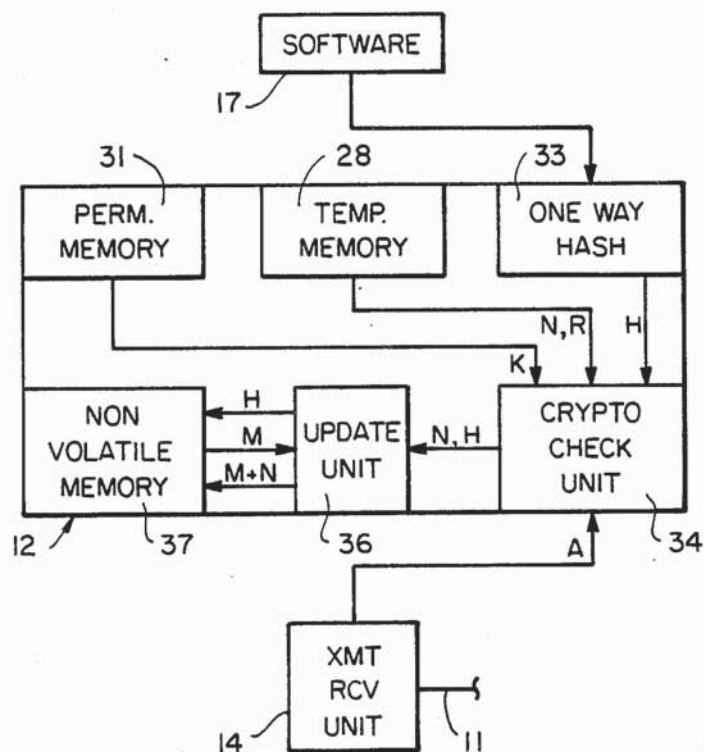 SOFTWARE
17
31
28
33
PERM.
MEMORY
TEMP.
MEMORY
ONE WAY
HASH
N,R
H
K
NON
VOLATILE
MEMORY
H
M
M+N
UPDATE
UNIT
N,H
CRYPTO
CHECK
UNIT
12
37
36
A
34
XMT
RCV
UNIT
14
11